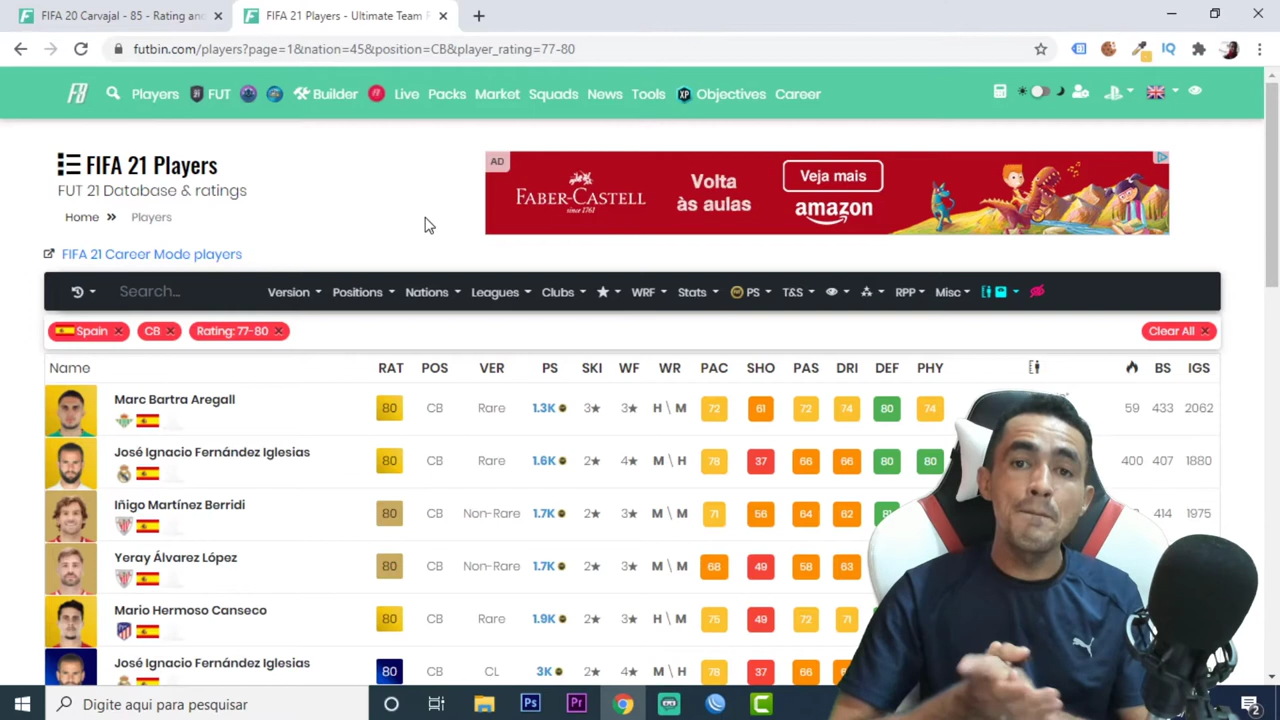 FIFA 20 Carvajal - 85 - Rating and
FIFA 21 Players - Ultimate Team
futbin.com/players?page=1&nation=45&position=CB&player_rating=77-80
IQ
F8 Players FUT Builder Live Packs Market Squads News Tools XP Objectives Career
FIFA 21 Players
FUT 21 Database & ratings
Home » Players
AD
FABER-CASTELL
since 1761
Volta
às aulas
Veja mais
amazon
FIFA 21 Career Mode players
Search... Version Positions Nations Leagues Clubs WRF Stats PS T&S RPP Misc
Spain × CB × Rating: 77-80 × Clear All ×
Name RAT POS VER PS SKI WF WR PAC SHO PAS DRI DEF PHY BS IGS
Marc Bartra Aregall 80 CB Rare 1.3K 3★ 3★ H \ M 72 61 72 74 80 74 59 433 2062
José Ignacio Fernández Iglesias 80 CB Rare 1.6K 2★ 4★ M \ H 78 37 66 66 80 80 400 407 1880
Iñigo Martínez Berridi 80 CB Non-Rare 1.7K 2★ 3★ M \ M 71 56 64 62 414 1975
Yeray Álvarez López 80 CB Non-Rare 1.7K 2★ 3★ M \ M 68 49 58 63
Mario Hermoso Canseco 80 CB Rare 1.9K 2★ 3★ H \ M 75 49 72 71
José Ignacio Fernández Iglesias 80 CB CL 3K 2★ 4★ M \ H 78 37 66
Digite aqui para pesquisar
Ps
Pr
2